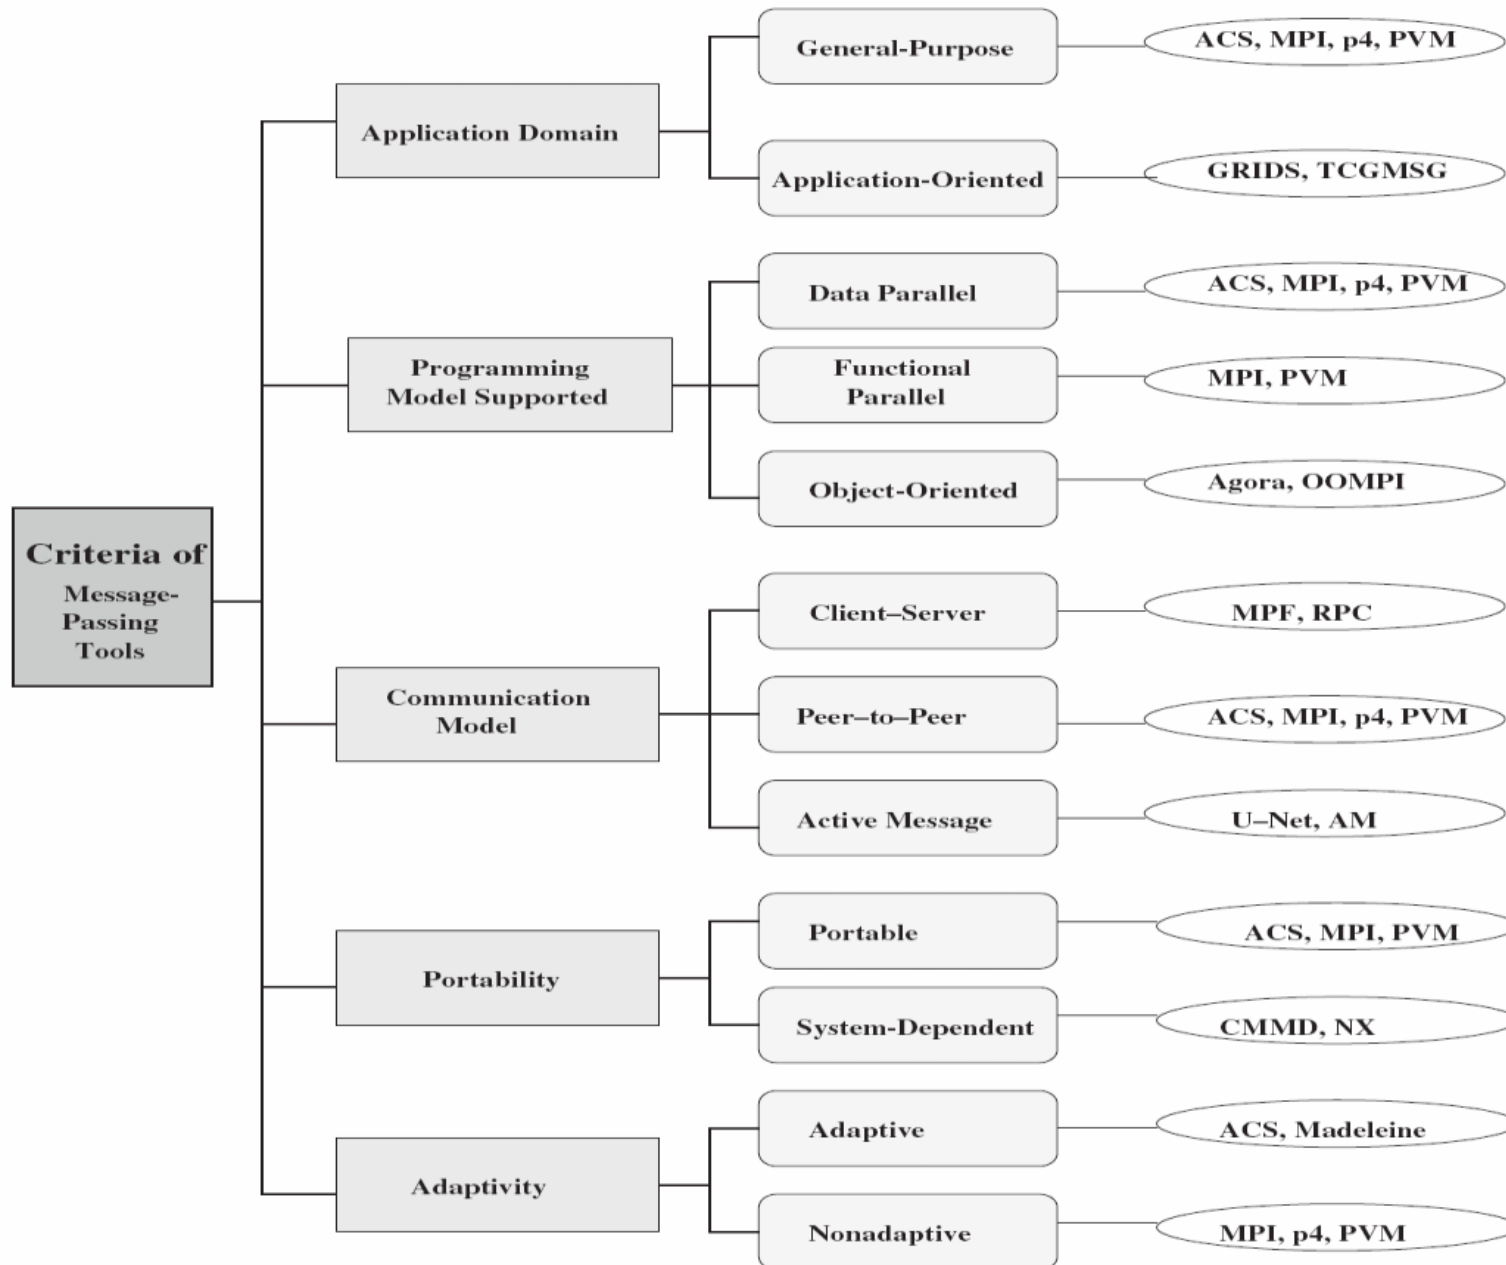 General-Purpose
ACS, MPI, p4, PVM
Application Domain
Application-Oriented
GRIDS, TCGMSG
Data Parallel
ACS, MPI, p4, PVM
Programming
Model Supported
Functional
Parallel
MPI, PVM
Object-Oriented
Agora, OOMPI
Criteria of
Message-
Passing
Tools
Client–Server
MPF, RPC
Communication
Model
Peer–to–Peer
ACS, MPI, p4, PVM
Active Message
U–Net, AM
Portable
ACS, MPI, PVM
Portability
System-Dependent
CMMD, NX
Adaptive
ACS, Madeleine
Adaptivity
Nonadaptive
MPI, p4, PVM